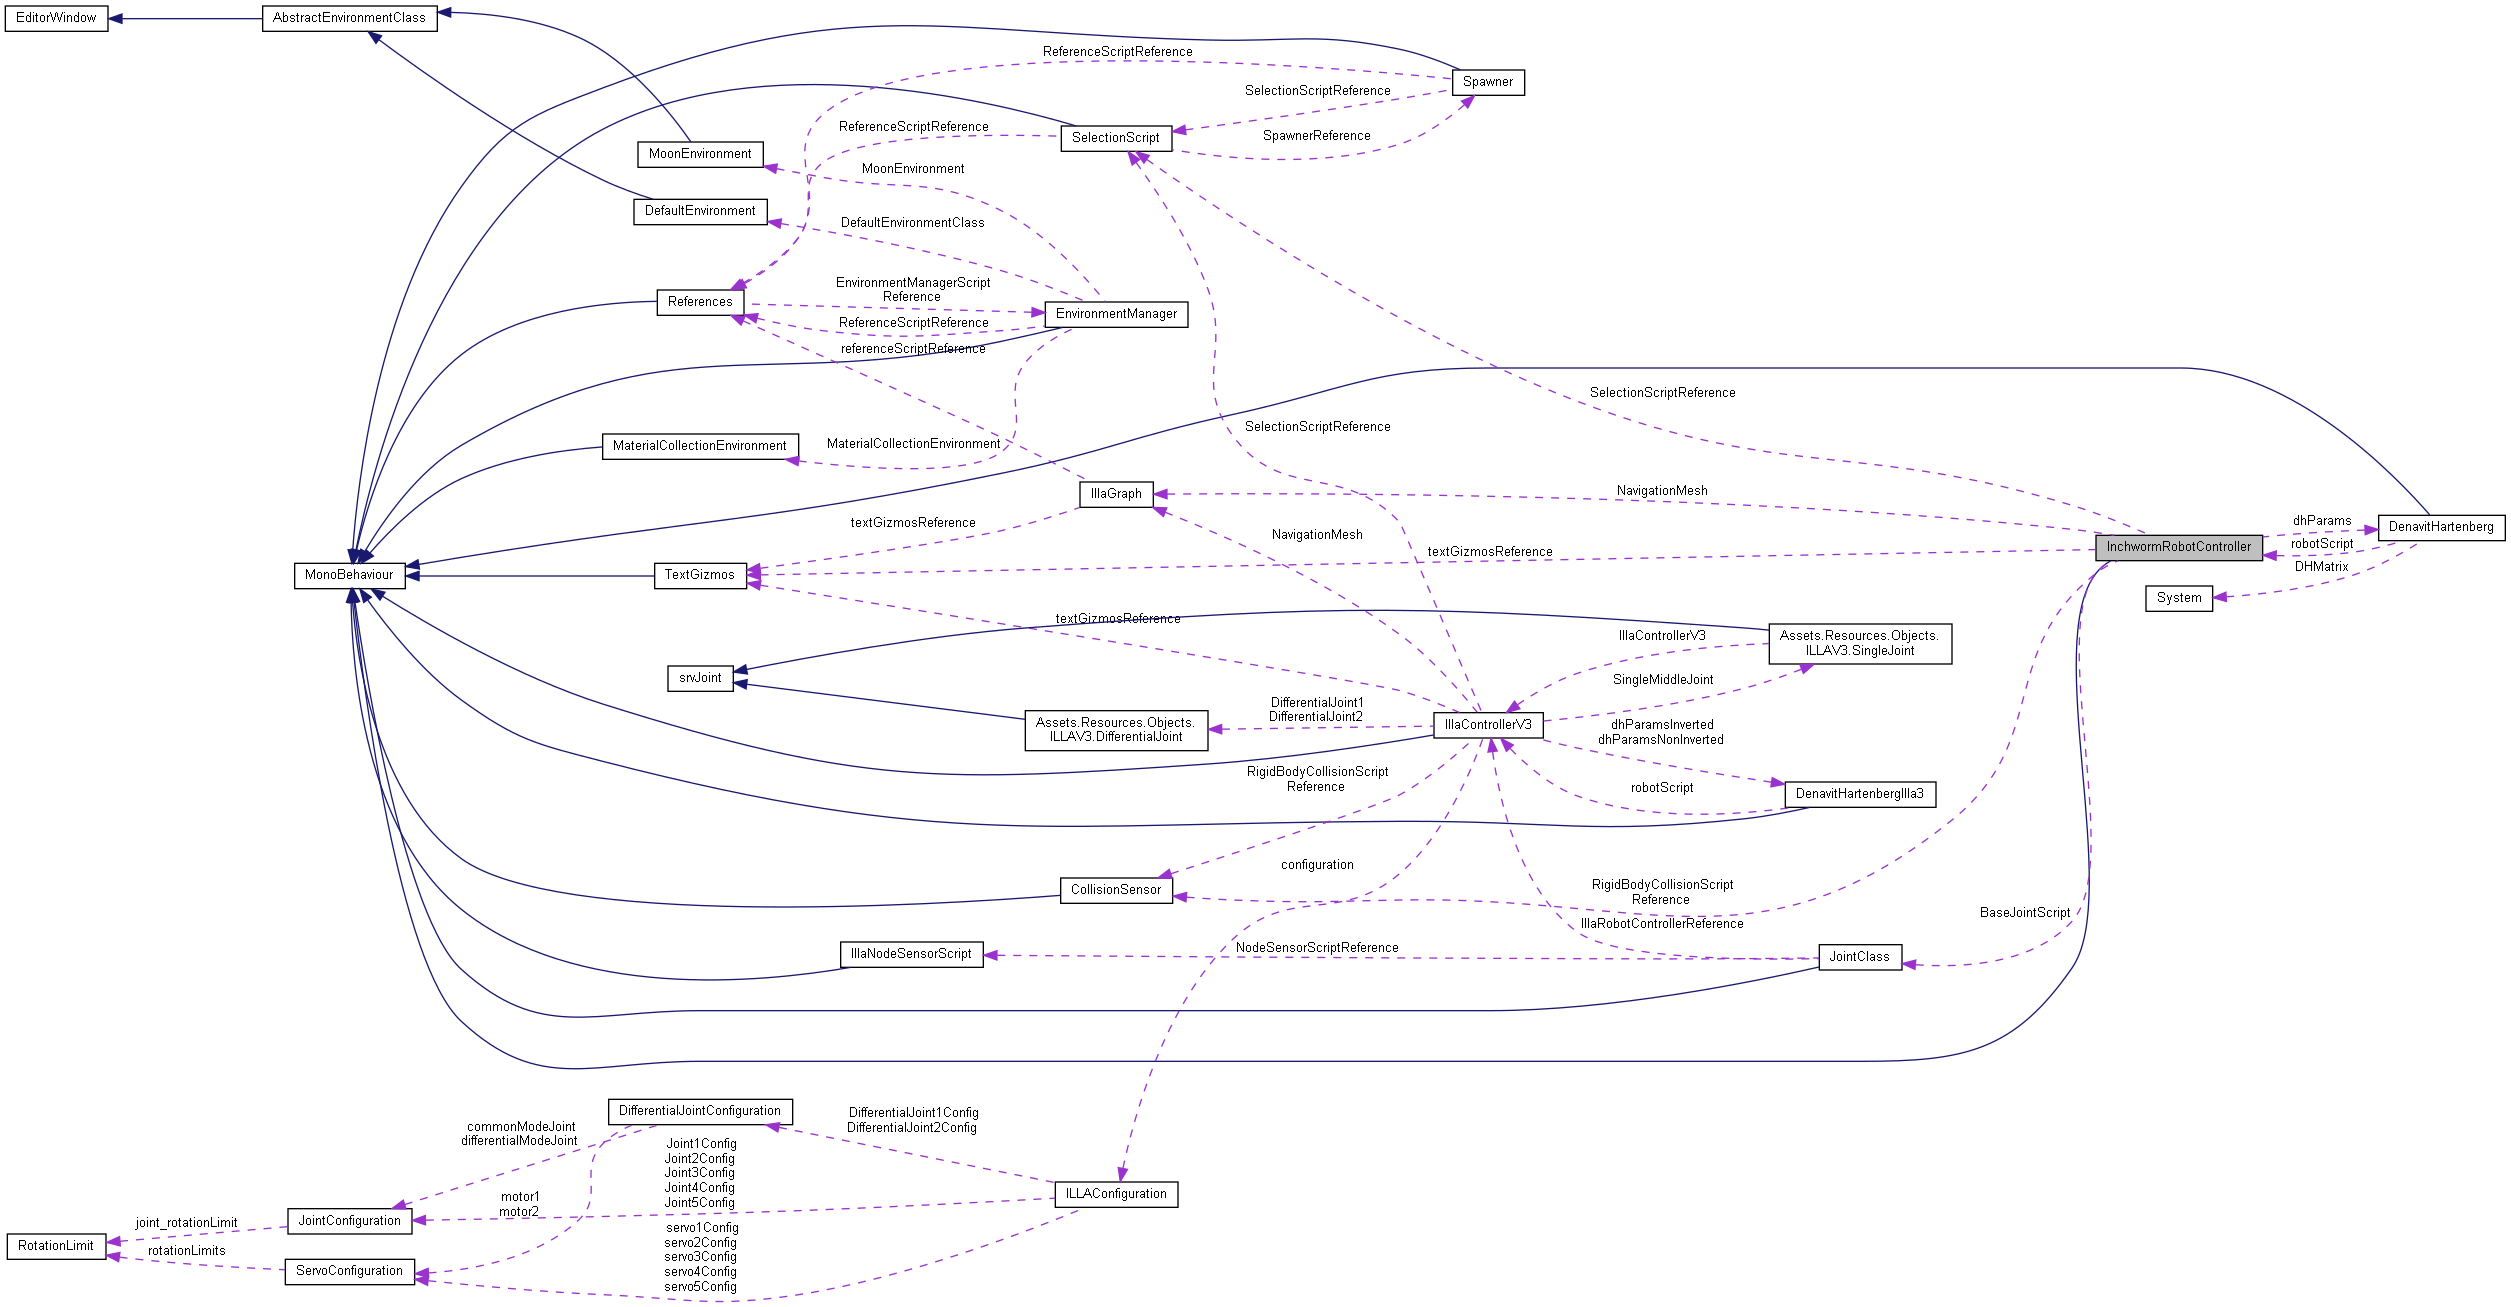 EditorWindow
AbstractEnvironmentClass
ReferenceScriptReference
Spawner
SelectionScriptReference
ReferenceScriptReference
SelectionScript
SpawnerReference
MoonEnvironment
MoonEnvironment
DefaultEnvironment
DefaultEnvironmentClass
EnvironmentManagerScript
Reference
References
EnvironmentManager
ReferenceScriptReference
referenceScriptReference
SelectionScriptReference
SelectionScriptReference
MaterialCollectionEnvironment
MaterialCollectionEnvironment
IllaGraph
NavigationMesh
textGizmosReference
dhParams
DenavitHartenberg
NavigationMesh
InchwormRobotController
robotScript
textGizmosReference
DHMatrix
MonoBehaviour
TextGizmos
System
textGizmosReference
IllaControllerV3
Assets.Resources.Objects.
ILLAV3.SingleJoint
srvJoint
SingleMiddleJoint
DifferentialJoint1
DifferentialJoint2
Assets.Resources.Objects.
ILLAV3.DifferentialJoint
IllaControllerV3
dhParamsInverted
dhParamsNonInverted
RigidBodyCollisionScript
Reference
robotScript
DenavitHartenbergIlla3
configuration
CollisionSensor
RigidBodyCollisionScript
Reference
BaseJointScript
IllaRobotControllerReference
IllaNodeSensorScript
NodeSensorScriptReference
JointClass
DifferentialJointConfiguration
DifferentialJoint1Config
DifferentialJoint2Config
commonModeJoint
differentialModeJoint
Joint1Config
Joint2Config
Joint3Config
Joint4Config
Joint5Config
ILLAConfiguration
motor1
motor2
JointConfiguration
joint_rotationLimit
RotationLimit
rotationLimits
ServoConfiguration
servo1Config
servo2Config
servo3Config
servo4Config
servo5Config